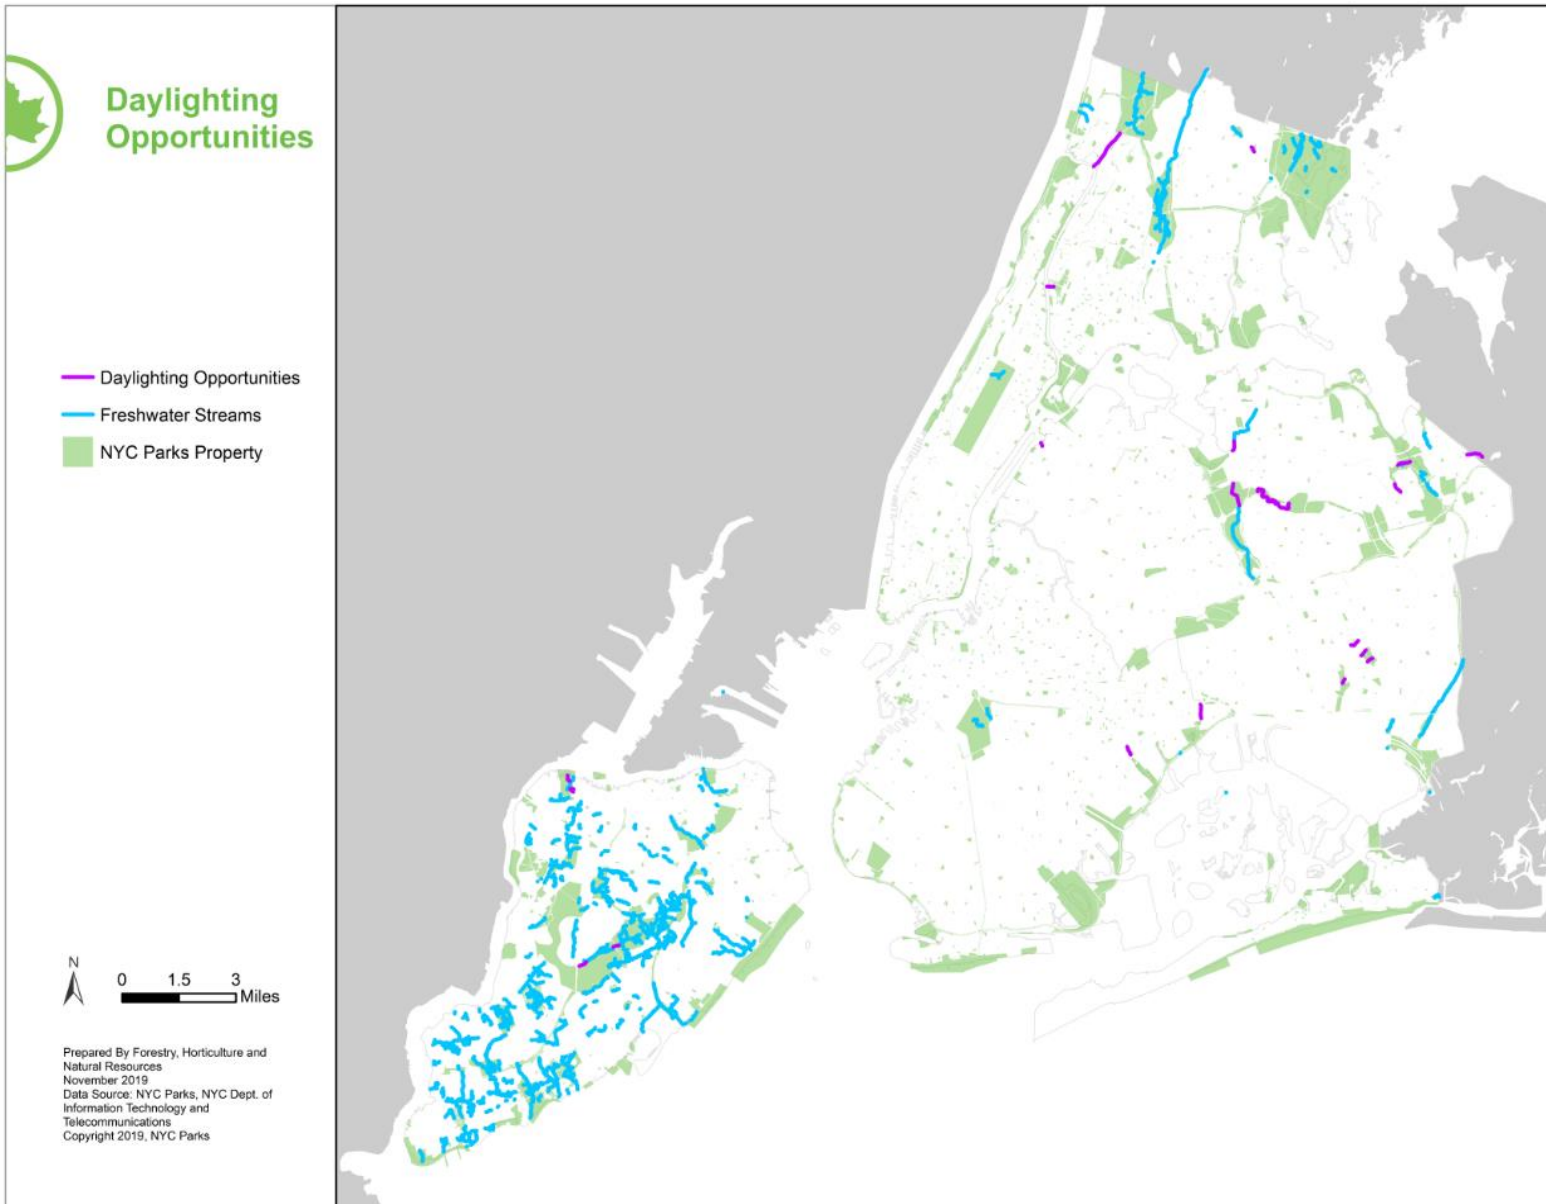 Daylighting
Opportunities
Daylighting Opportunities
Freshwater Streams
NYC Parks Property
N
0 1.5 3
Miles
Prepared By Forestry, Horticulture and
Natural Resources
November 2019
Data Source: NYC Parks, NYC Dept. of
Information Technology and
Telecommunications
Copyright 2019, NYC Parks